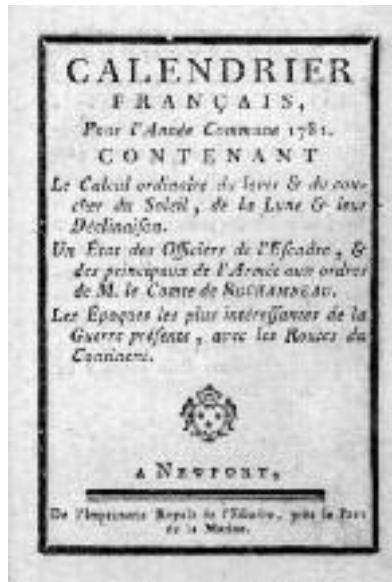 CALENDRIER
FRANÇAIS,
Pour l'Année Commune 1781.
CONTENANT
Le Calcul ordinaire du lever & du cou-
cher du Soleil, de la Lune & leur
Déclinaiſon.
Un État des Officiers de l'Eſcadre, &
des principaux de l'Armée aux ordres
de M. le Comte de ROCHAMBEAU.
Les Époques les plus intéreſſantes de la
Guerre préſente, avec les Routes du
Continent.
A NEWPORT,
De l'Imprimerie Royale de l'Eſcadre, près le Parc
de la Marine.